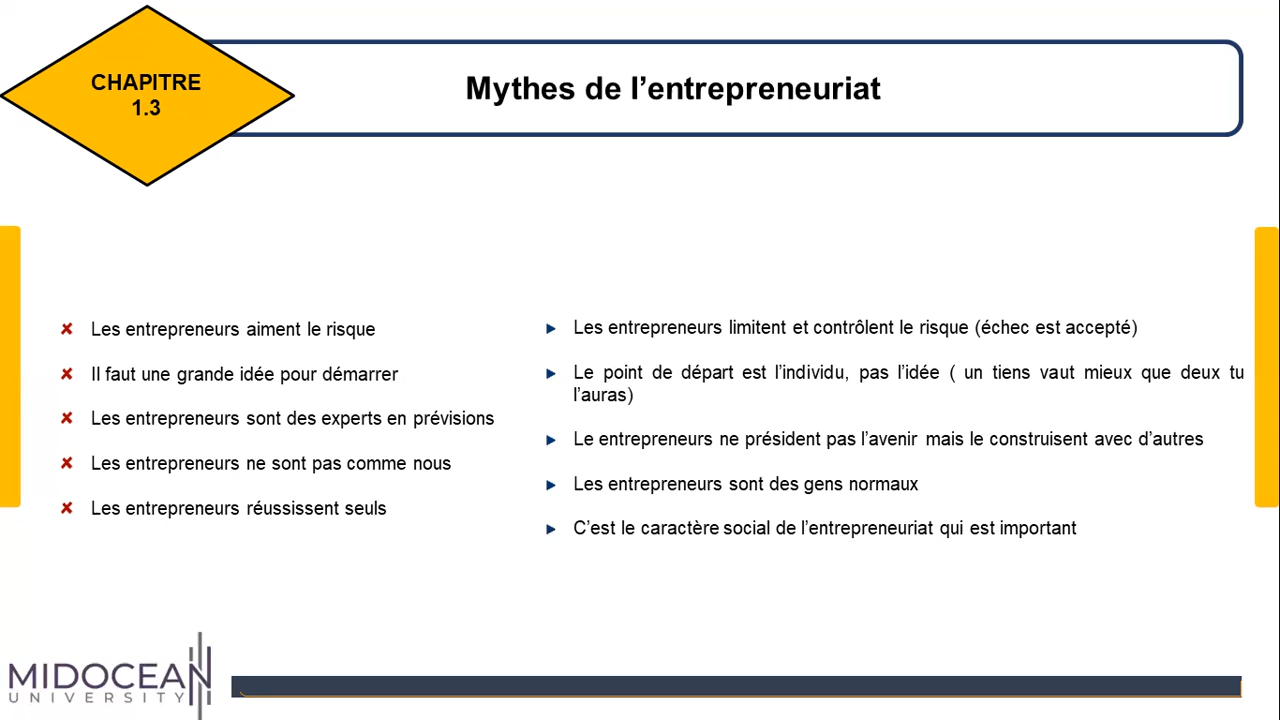 CHAPITRE
1.3
Mythes de l’entrepreneuriat
✘ Les entrepreneurs aiment le risque
✘ Il faut une grande idée pour démarrer
✘ Les entrepreneurs sont des experts en prévisions
✘ Les entrepreneurs ne sont pas comme nous
✘ Les entrepreneurs réussissent seuls
► Les entrepreneurs limitent et contrôlent le risque (échec est accepté)
► Le point de départ est l’individu, pas l’idée ( un tiens vaut mieux que deux tu
l’auras)
► Le entrepreneurs ne président pas l’avenir mais le construisent avec d’autres
► Les entrepreneurs sont des gens normaux
► C’est le caractère social de l’entrepreneuriat qui est important
MIDOCEAN
UNIVERSITY